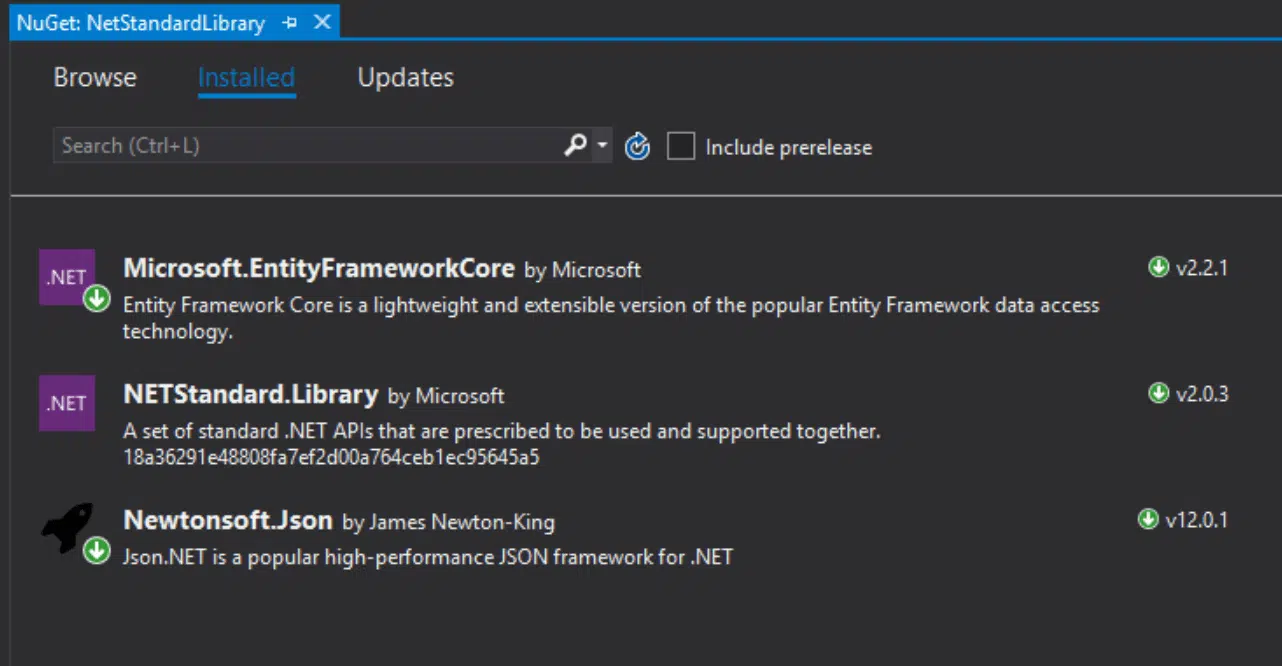 NuGet: NetStandardLibrary
Browse Installed Updates
Search (Ctrl+L) Include prerelease
.NET Microsoft.EntityFrameworkCore by Microsoft v2.2.1
Entity Framework Core is a lightweight and extensible version of the popular Entity Framework data access
technology.
.NET NETStandard.Library by Microsoft v2.0.3
A set of standard .NET APIs that are prescribed to be used and supported together.
18a36291e48808fa7ef2d00a764ceb1ec95645a5
Newtonsoft.Json by James Newton-King v12.0.1
Json.NET is a popular high-performance JSON framework for .NET